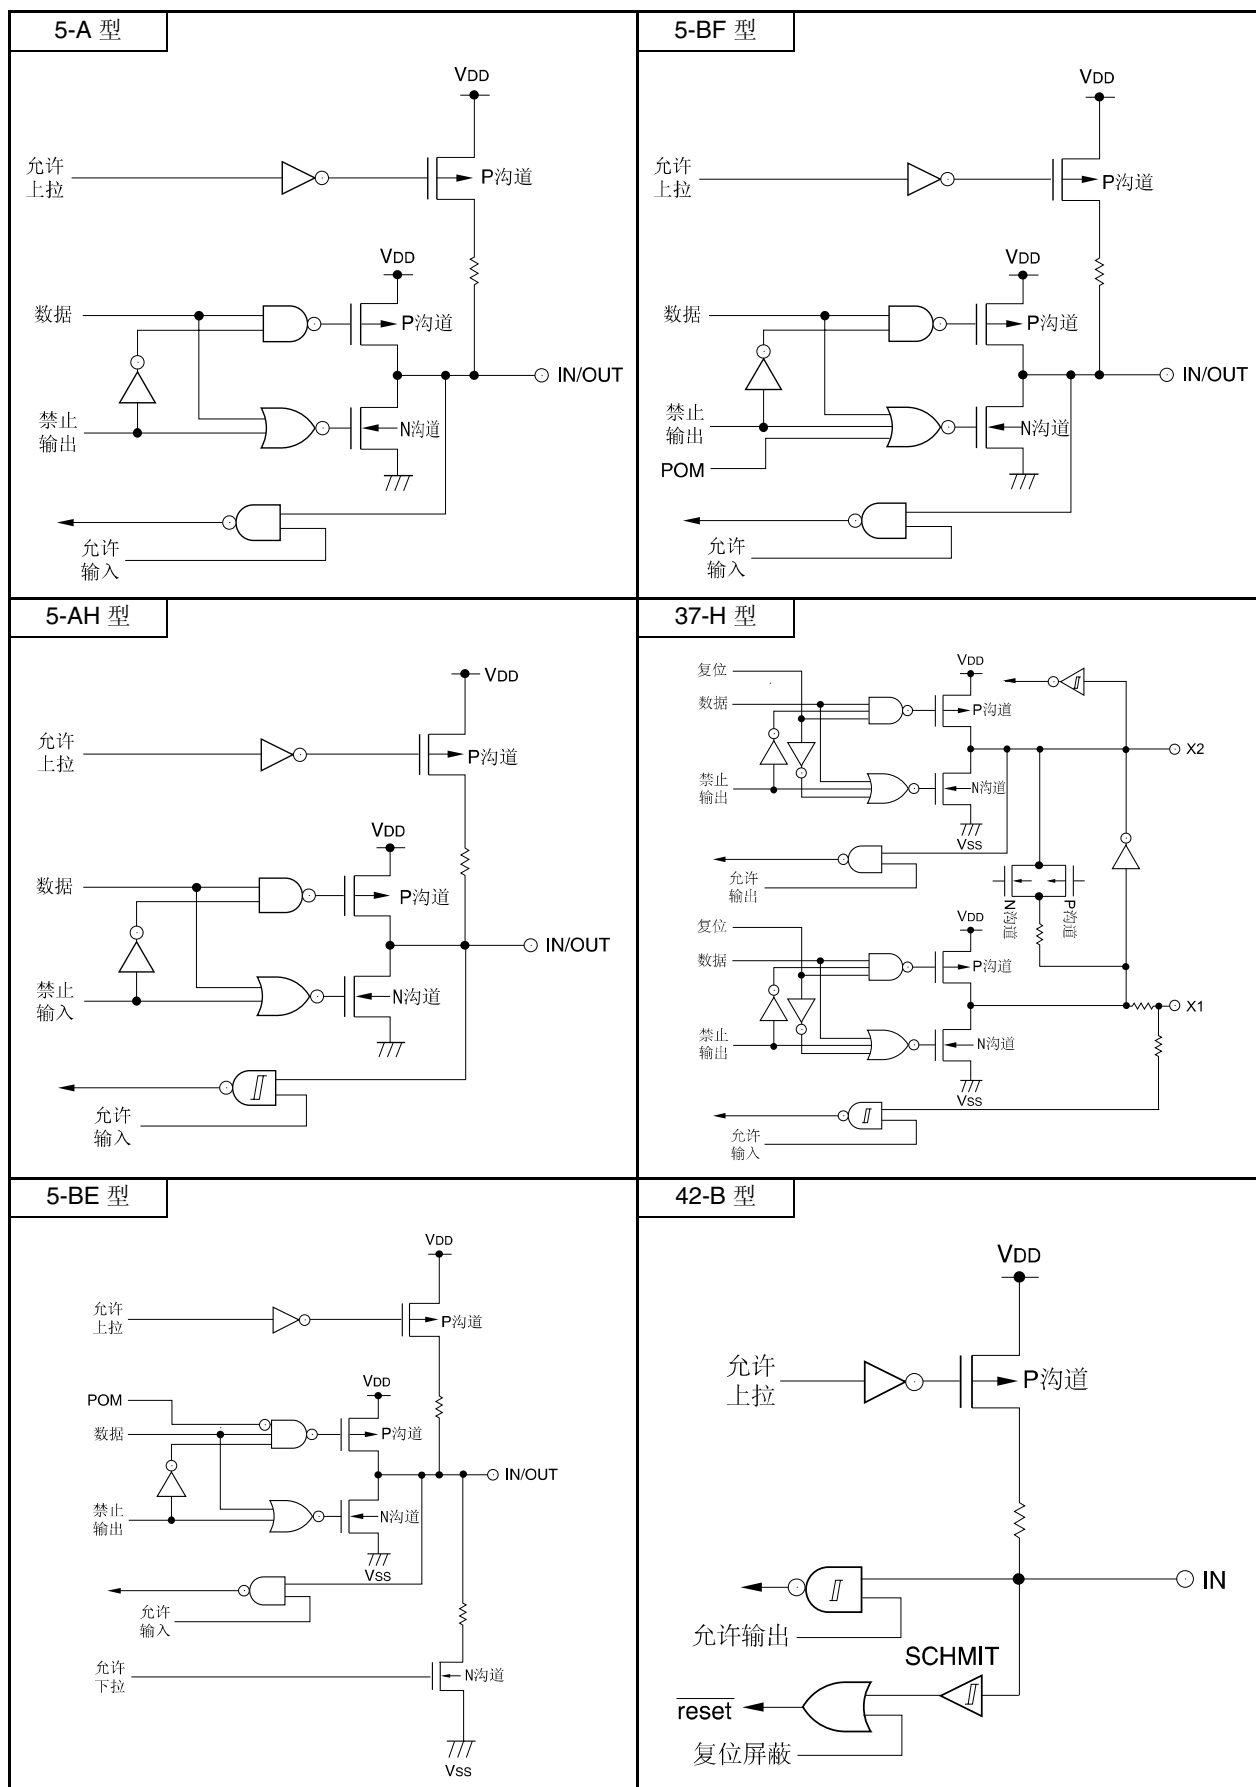 5-A 型
VDD
允许
上拉
P沟道
VDD
数据
P沟道
IN/OUT
禁止
输出
N沟道
允许
输入
5-BF 型
VDD
允许
上拉
P沟道
VDD
数据
P沟道
IN/OUT
禁止
输出
N沟道
POM
允许
输入
5-AH 型
VDD
允许
上拉
P沟道
VDD
数据
P沟道
IN/OUT
禁止
输入
N沟道
允许
输入
37-H 型
复位
VDD
数据
P沟道
X2
禁止
输出
N沟道
VSS
允许
输出
N沟道
P沟道
复位
VDD
数据
P沟道
X1
禁止
输出
N沟道
VSS
允许
输入
5-BE 型
VDD
允许
上拉
P沟道
VDD
POM
数据
P沟道
IN/OUT
禁止
输出
N沟道
VSS
允许
输入
允许
下拉
N沟道
VSS
42-B 型
VDD
允许
上拉
P沟道
IN
允许输出
SCHMIT
reset
复位屏蔽